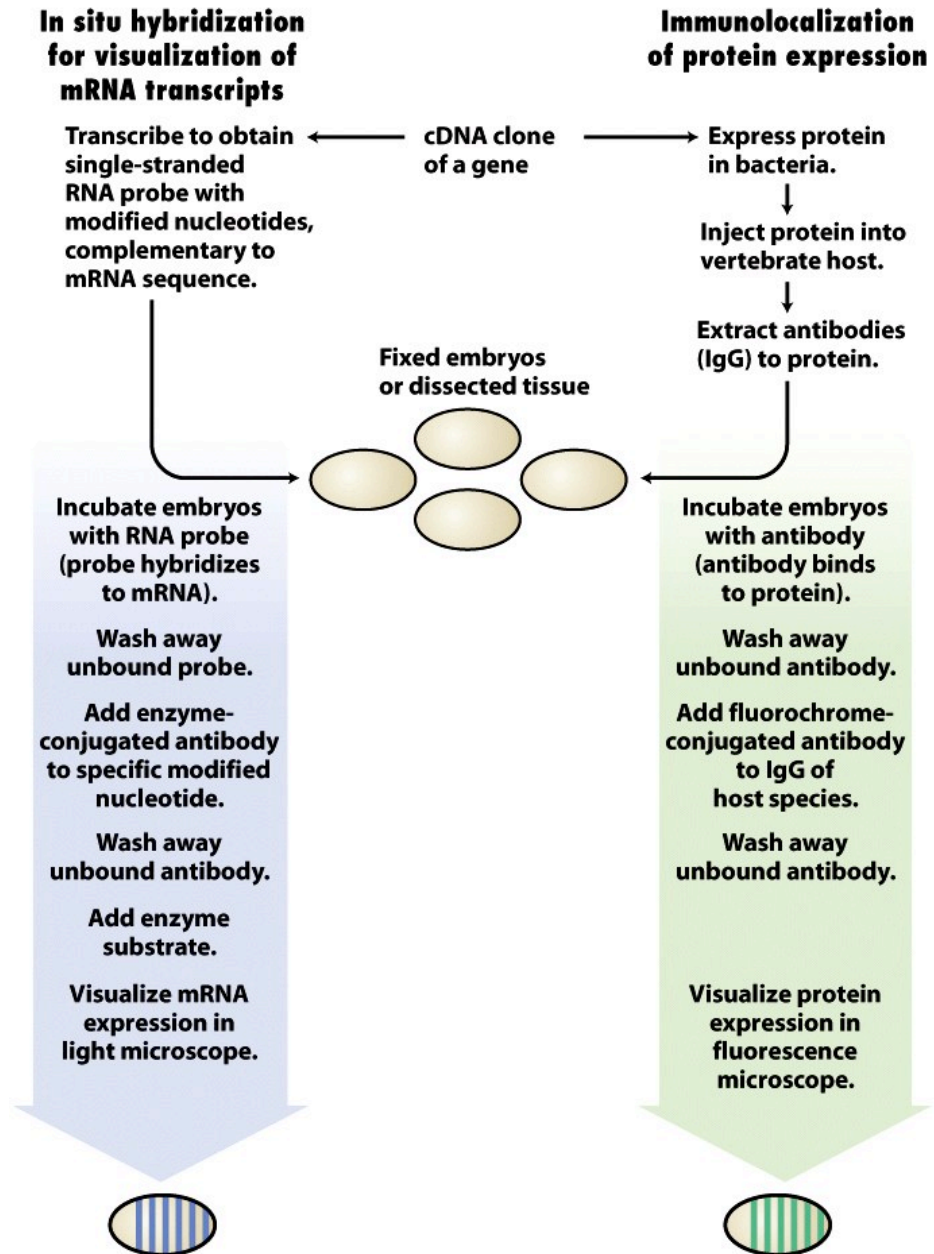 In situ hybridization
for visualization of
mRNA transcripts
Transcribe to obtain
single-stranded
RNA probe with
modified nucleotides,
complementary to
mRNA sequence.
cDNA clone
of a gene
Immunolocalization
of protein expression
Express protein
in bacteria.
Inject protein into
vertebrate host.
Extract antibodies
(IgG) to protein.
Fixed embryos
or dissected tissue
Incubate embryos
with RNA probe
(probe hybridizes
to mRNA).
Wash away
unbound probe.
Add enzyme-
conjugated antibody
to specific modified
nucleotide.
Wash away
unbound antibody.
Add enzyme
substrate.
Visualize mRNA
expression in
light microscope.
Incubate embryos
with antibody
(antibody binds
to protein).
Wash away
unbound antibody.
Add fluorochrome-
conjugated antibody
to IgG of
host species.
Wash away
unbound antibody.
Visualize protein
expression in
fluorescence
microscope.